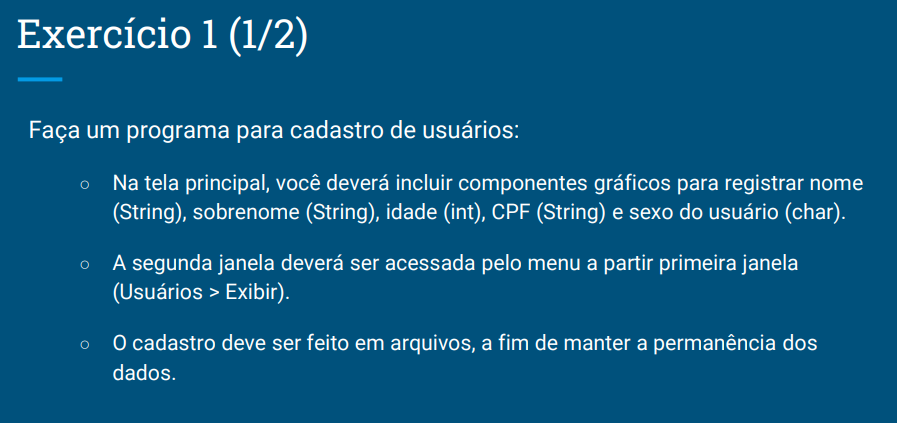 Exercício 1 (1/2)
Faça um programa para cadastro de usuários:
○ Na tela principal, você deverá incluir componentes gráficos para registrar nome
(String), sobrenome (String), idade (int), CPF (String) e sexo do usuário (char).
○ A segunda janela deverá ser acessada pelo menu a partir primeira janela
(Usuários > Exibir).
○ O cadastro deve ser feito em arquivos, a fim de manter a permanência dos
dados.